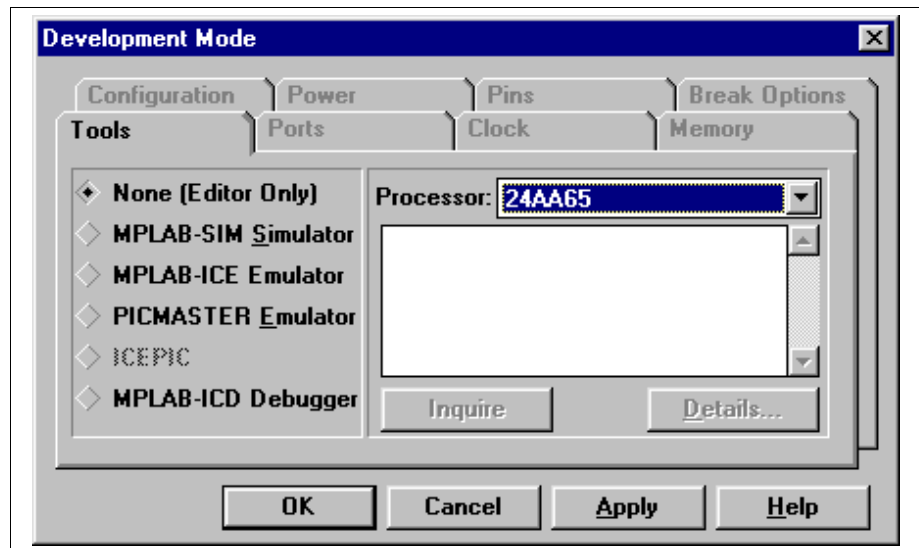 Development Mode
Configuration Power Pins Break Options
Tools Ports Clock Memory
None (Editor Only)
Processor: 24AA65
MPLAB-SIM Simulator
MPLAB-ICE Emulator
PICMASTER Emulator
ICEPIC
MPLAB-ICD Debugger
Inquire Details...
OK Cancel Apply Help